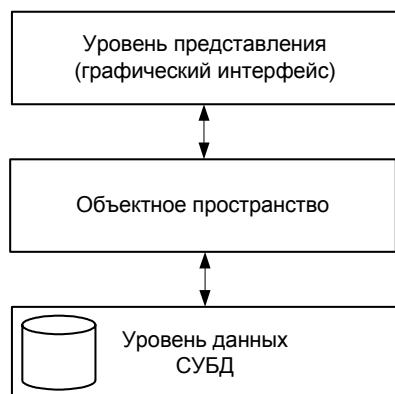 Уровень представления
(графический интерфейс)
Объектное пространство
Уровень данных
СУБД